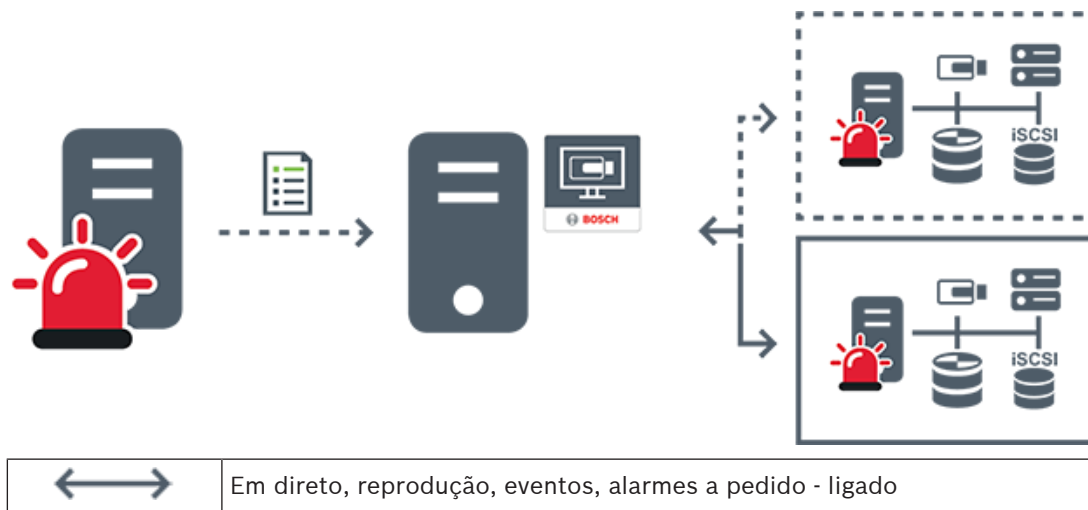 iSCSI
BOSCH
iSCSI
Em direto, reprodução, eventos, alarmes a pedido - ligado